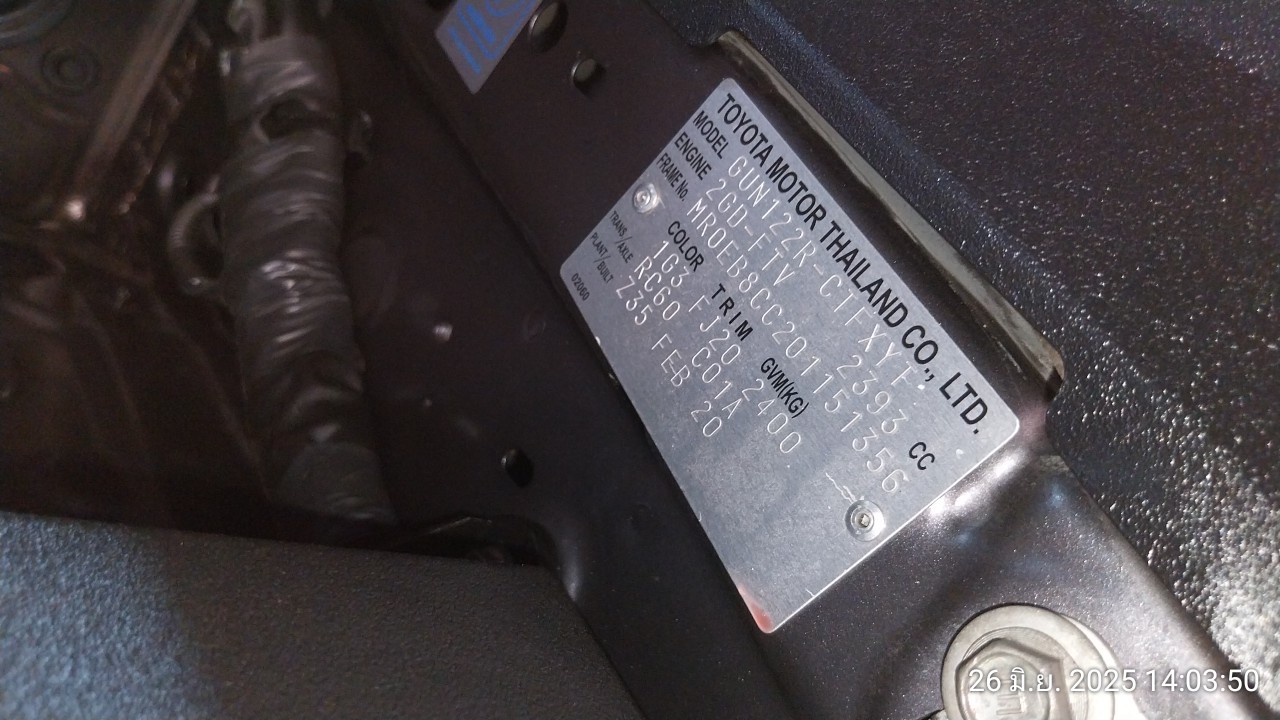 TOYOTA MOTOR THAILAND CO., LTD.
MODEL GUN122R-CTFXYT
ENGINE 2GD-FTV 2393 CC
FRAME No. MR0EB8CC201151356
COLOR TRIM GVM(KG)
1G3 FJ20 2400
TRANS/AXLE RC60 C01A
PLANT/BUILT Z35 FEB 20
02060
26 มิ.ย. 2025 14:03:50